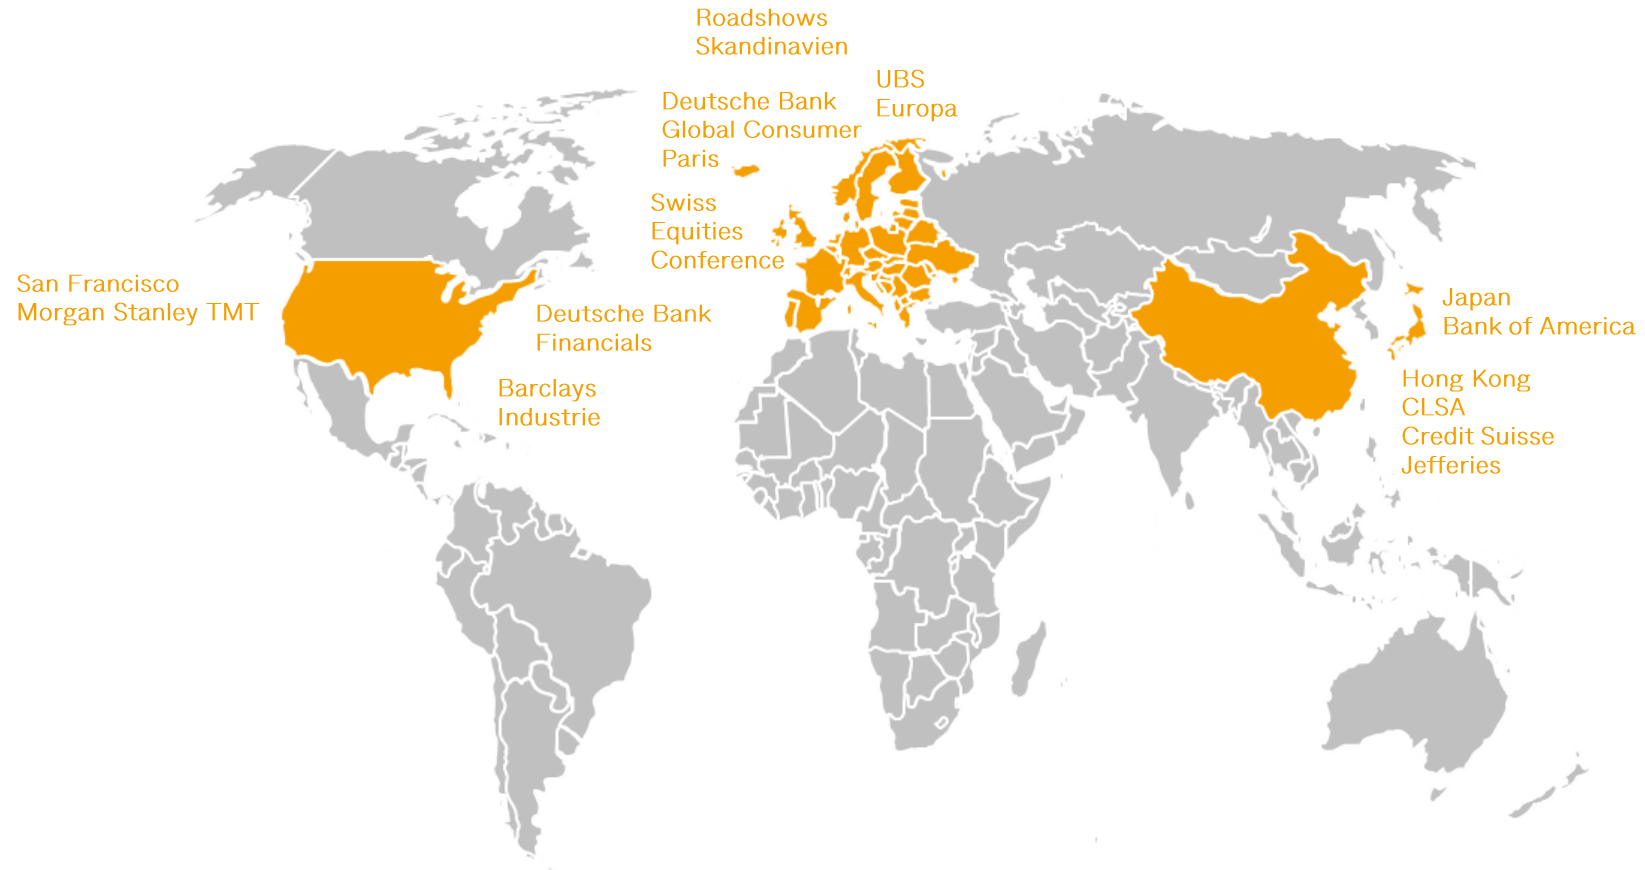 Roadshows
Skandinavien
UBS
Europa
Deutsche Bank
Global Consumer
Paris
Swiss
Equities
Conference
San Francisco
Morgan Stanley TMT
Deutsche Bank
Financials
Barclays
Industrie
Japan
Bank of America
Hong Kong
CLSA
Credit Suisse
Jefferies